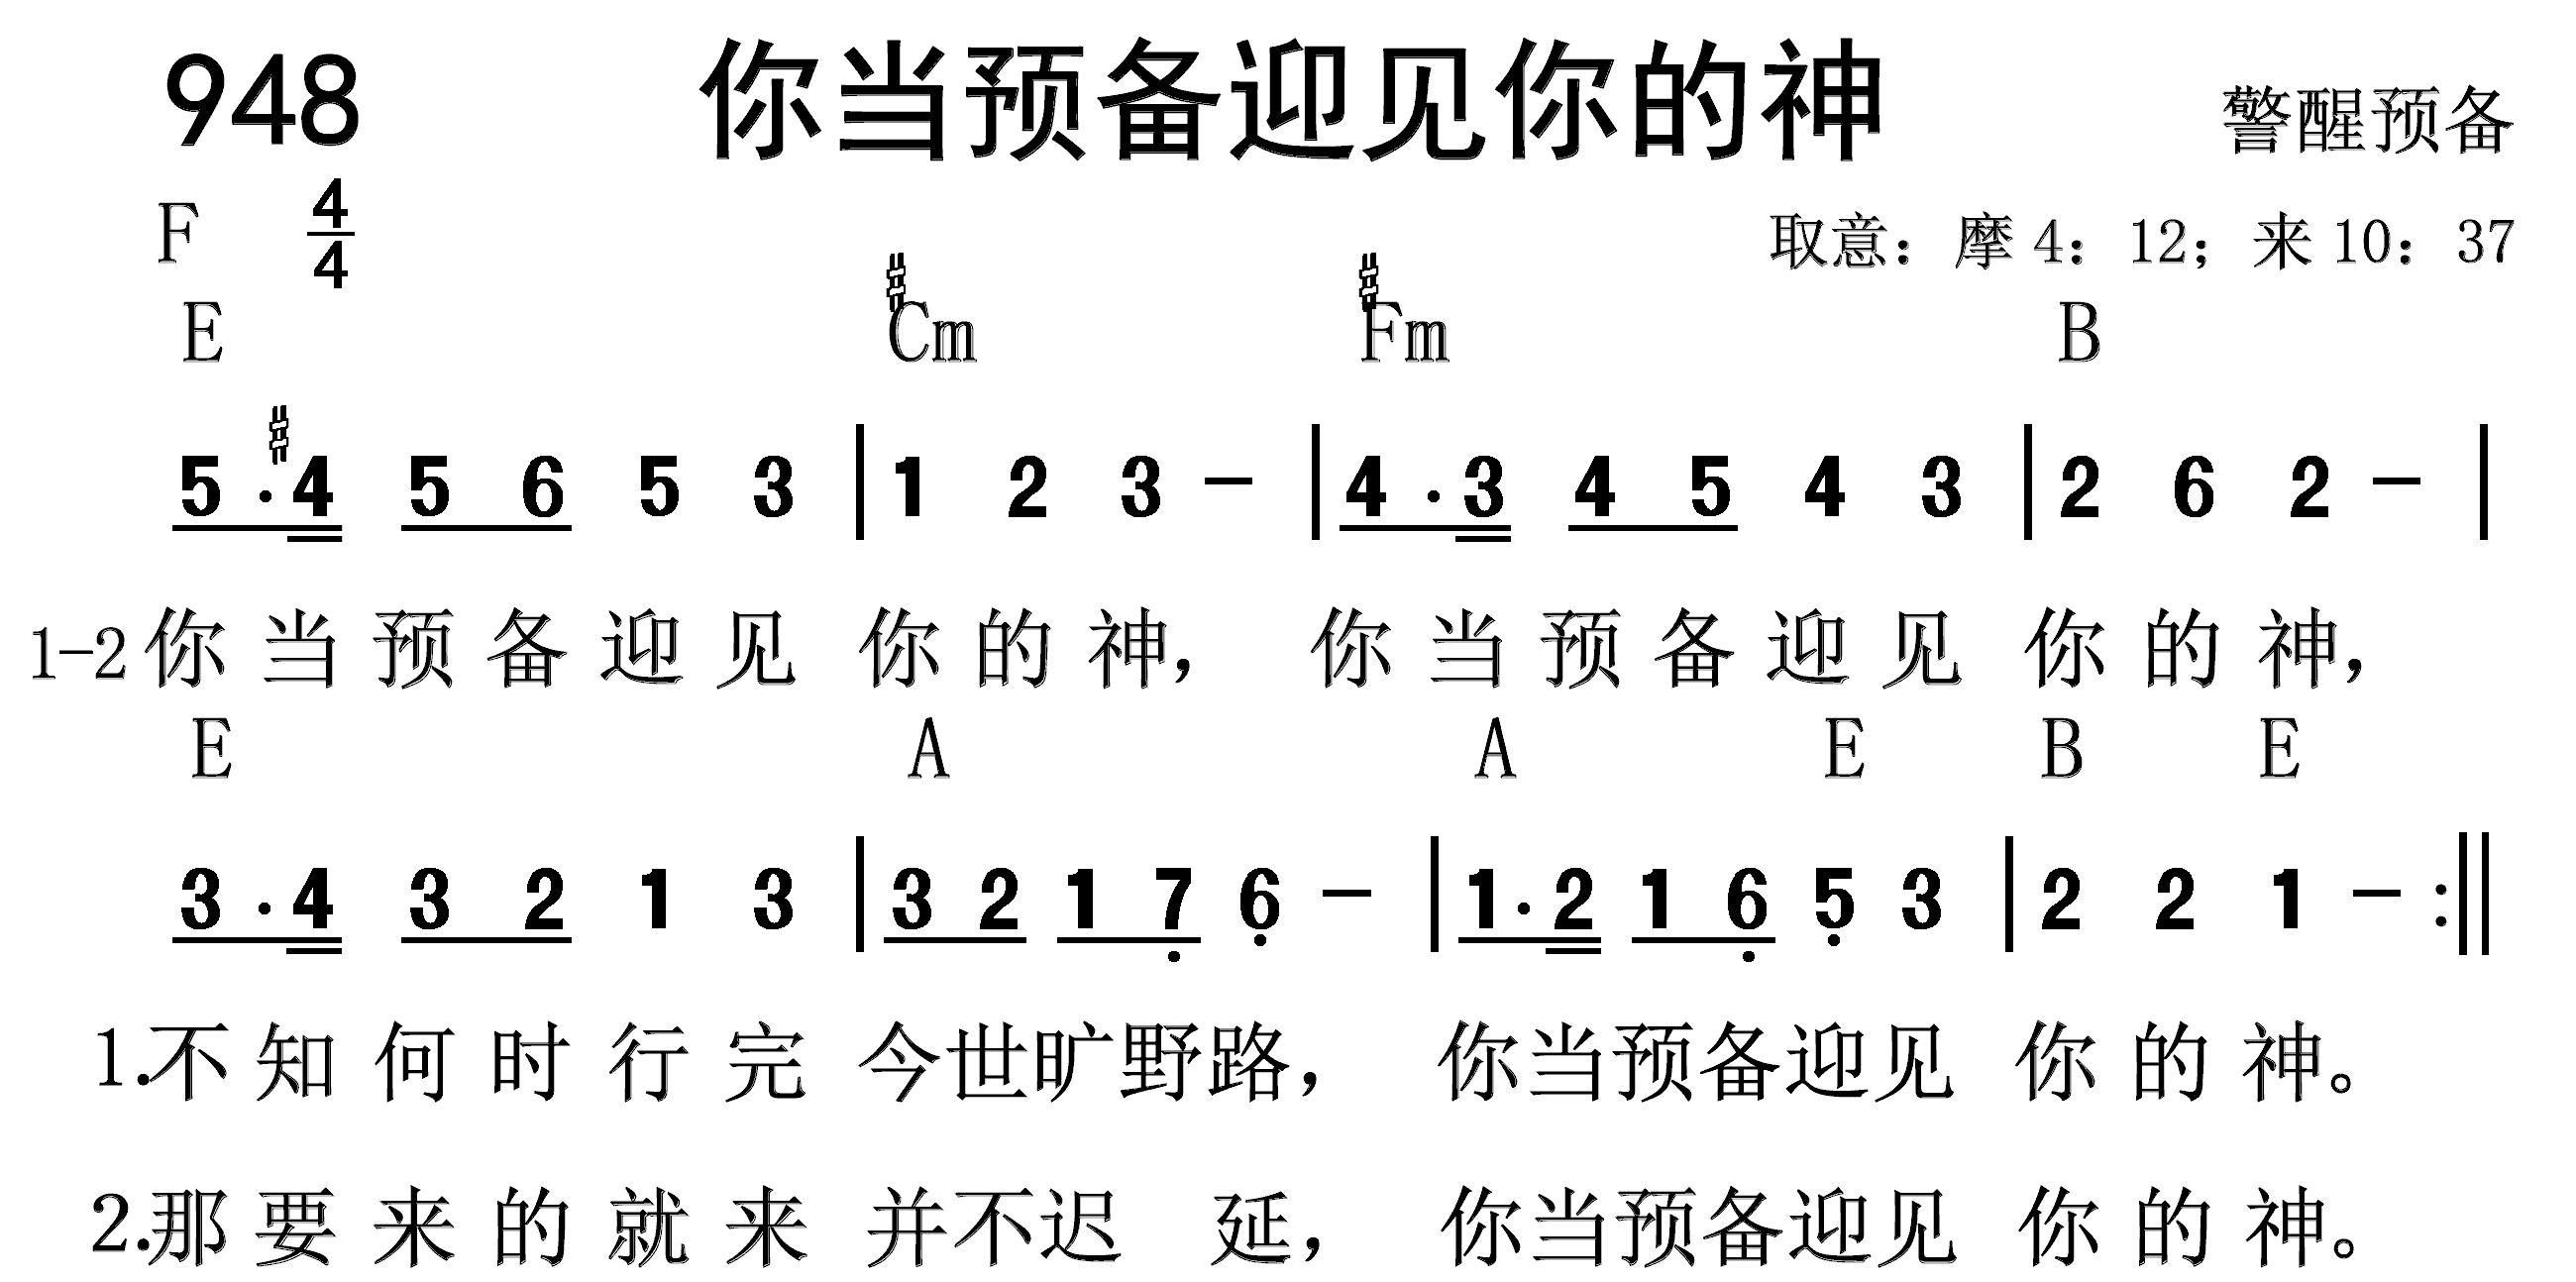 948 你当预备迎见你的神 警醒预备
F 4/4 取意：摩 4：12；来 10：37
E #Cm #Fm B
5 . #4 5 6 5 3 | 1 2 3 – | 4 . 3 4 5 4 3 | 2 6 2 – |
1-2 你当预备迎见 你的神， 你当预备迎见 你的神，
E A A E B E
3 . 4 3 2 1 3 | 3 2 1 7̣ 6̣ – | 1 . 2 1 6̣ 5̣ 3 | 2 2 1 – :||
1.不知何时行完 今世旷野路， 你当预备迎见 你的神。
2.那要来的就来 并不迟 延， 你当预备迎见 你的神。